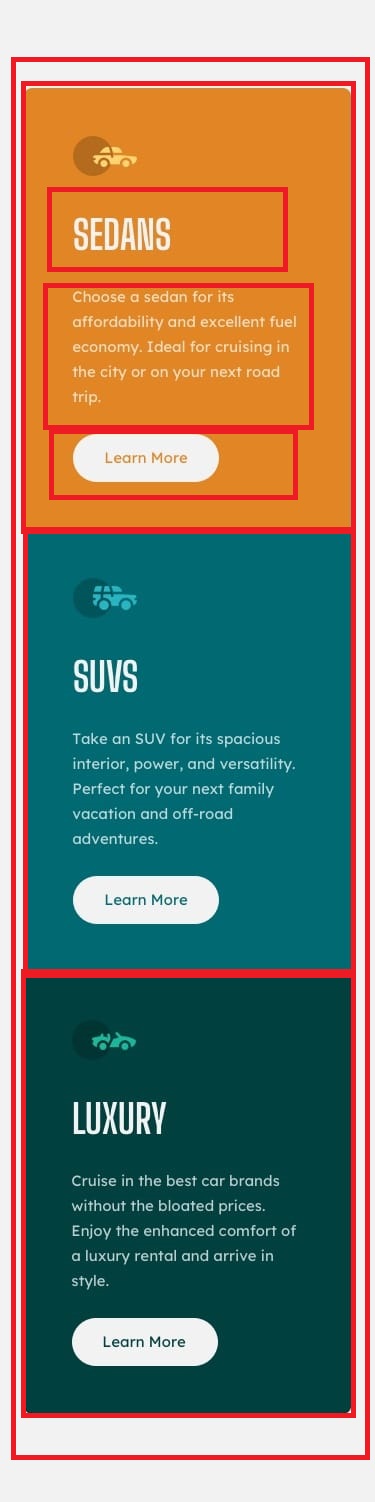 SEDANS
Choose a sedan for its
affordability and excellent fuel
economy. Ideal for cruising in
the city or on your next road
trip.
Learn More
SUVS
Take an SUV for its spacious
interior, power, and versatility.
Perfect for your next family
vacation and off-road
adventures.
Learn More
LUXURY
Cruise in the best car brands
without the bloated prices.
Enjoy the enhanced comfort of
a luxury rental and arrive in
style.
Learn More